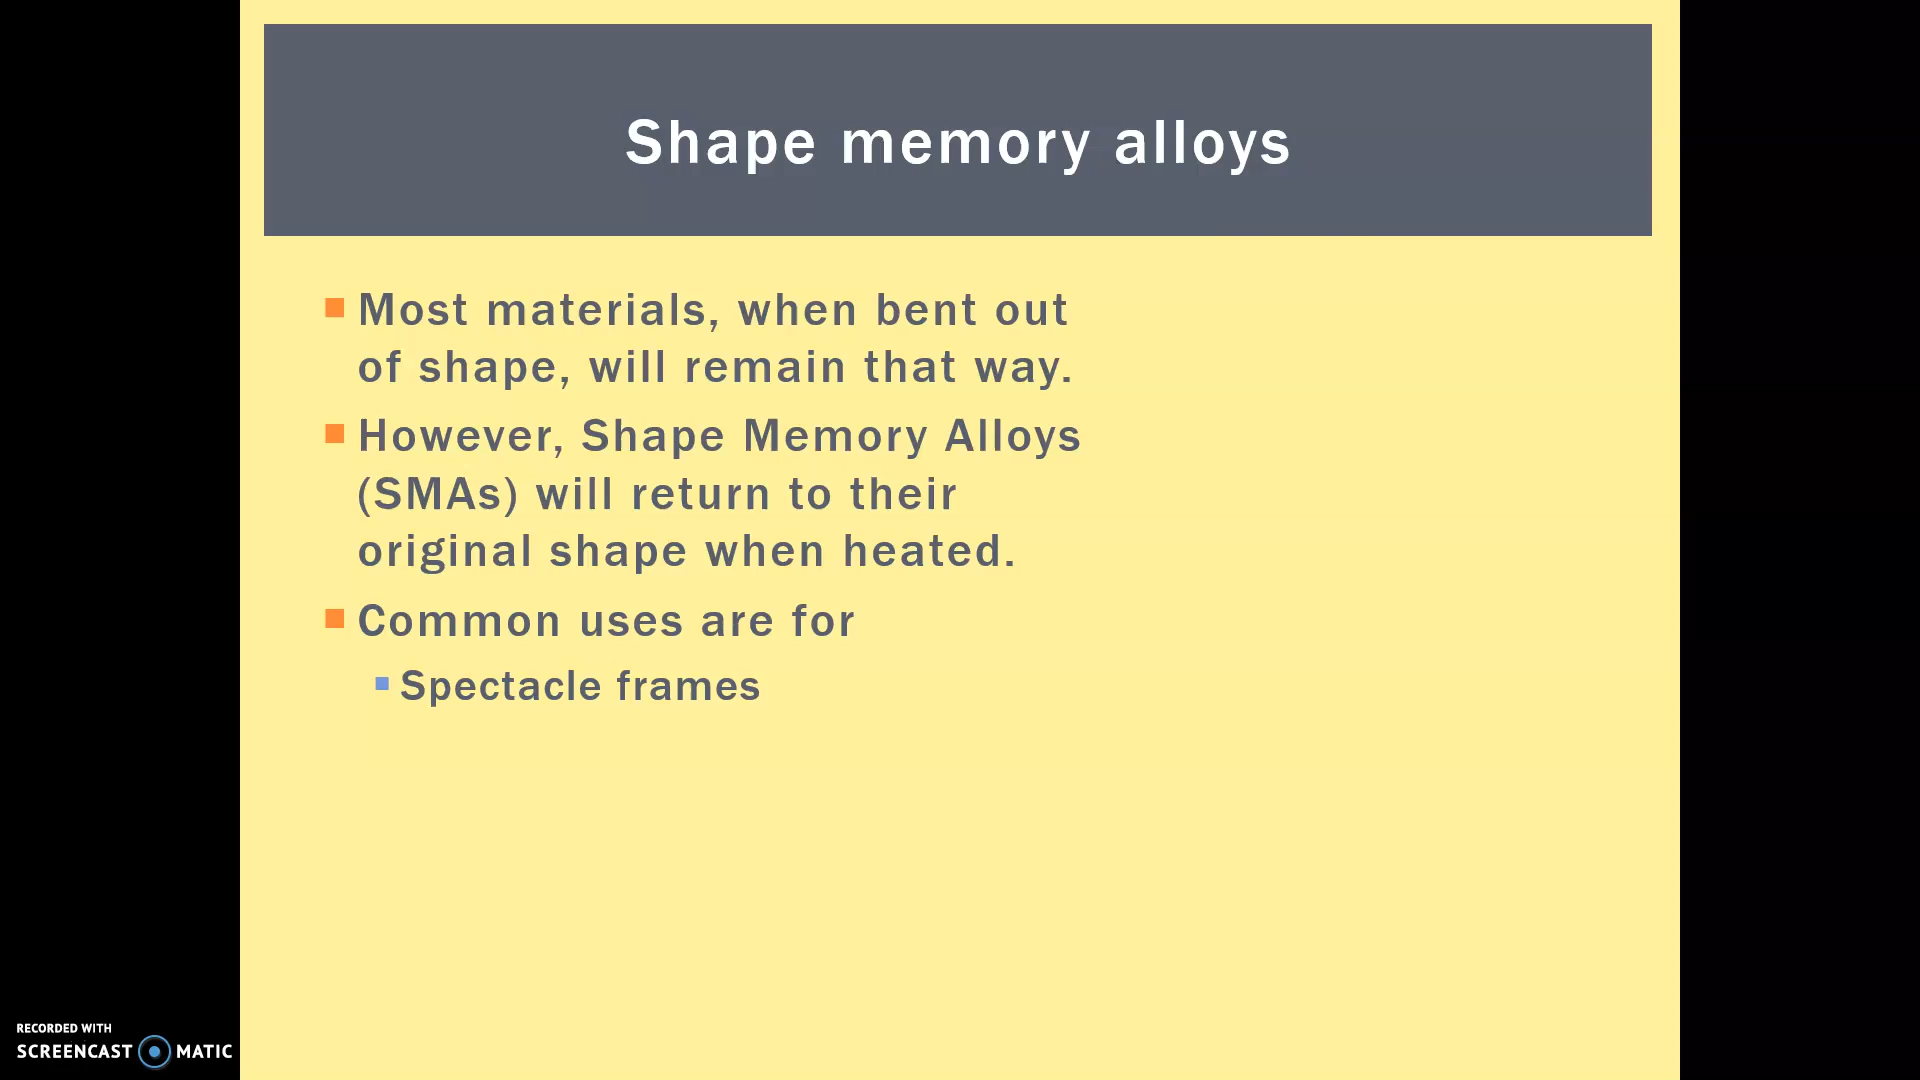 Shape memory alloys
Most materials, when bent out
of shape, will remain that way.
However, Shape Memory Alloys
(SMAs) will return to their
original shape when heated.
Common uses are for
Spectacle frames
RECORDED WITH
SCREENCAST MATIC